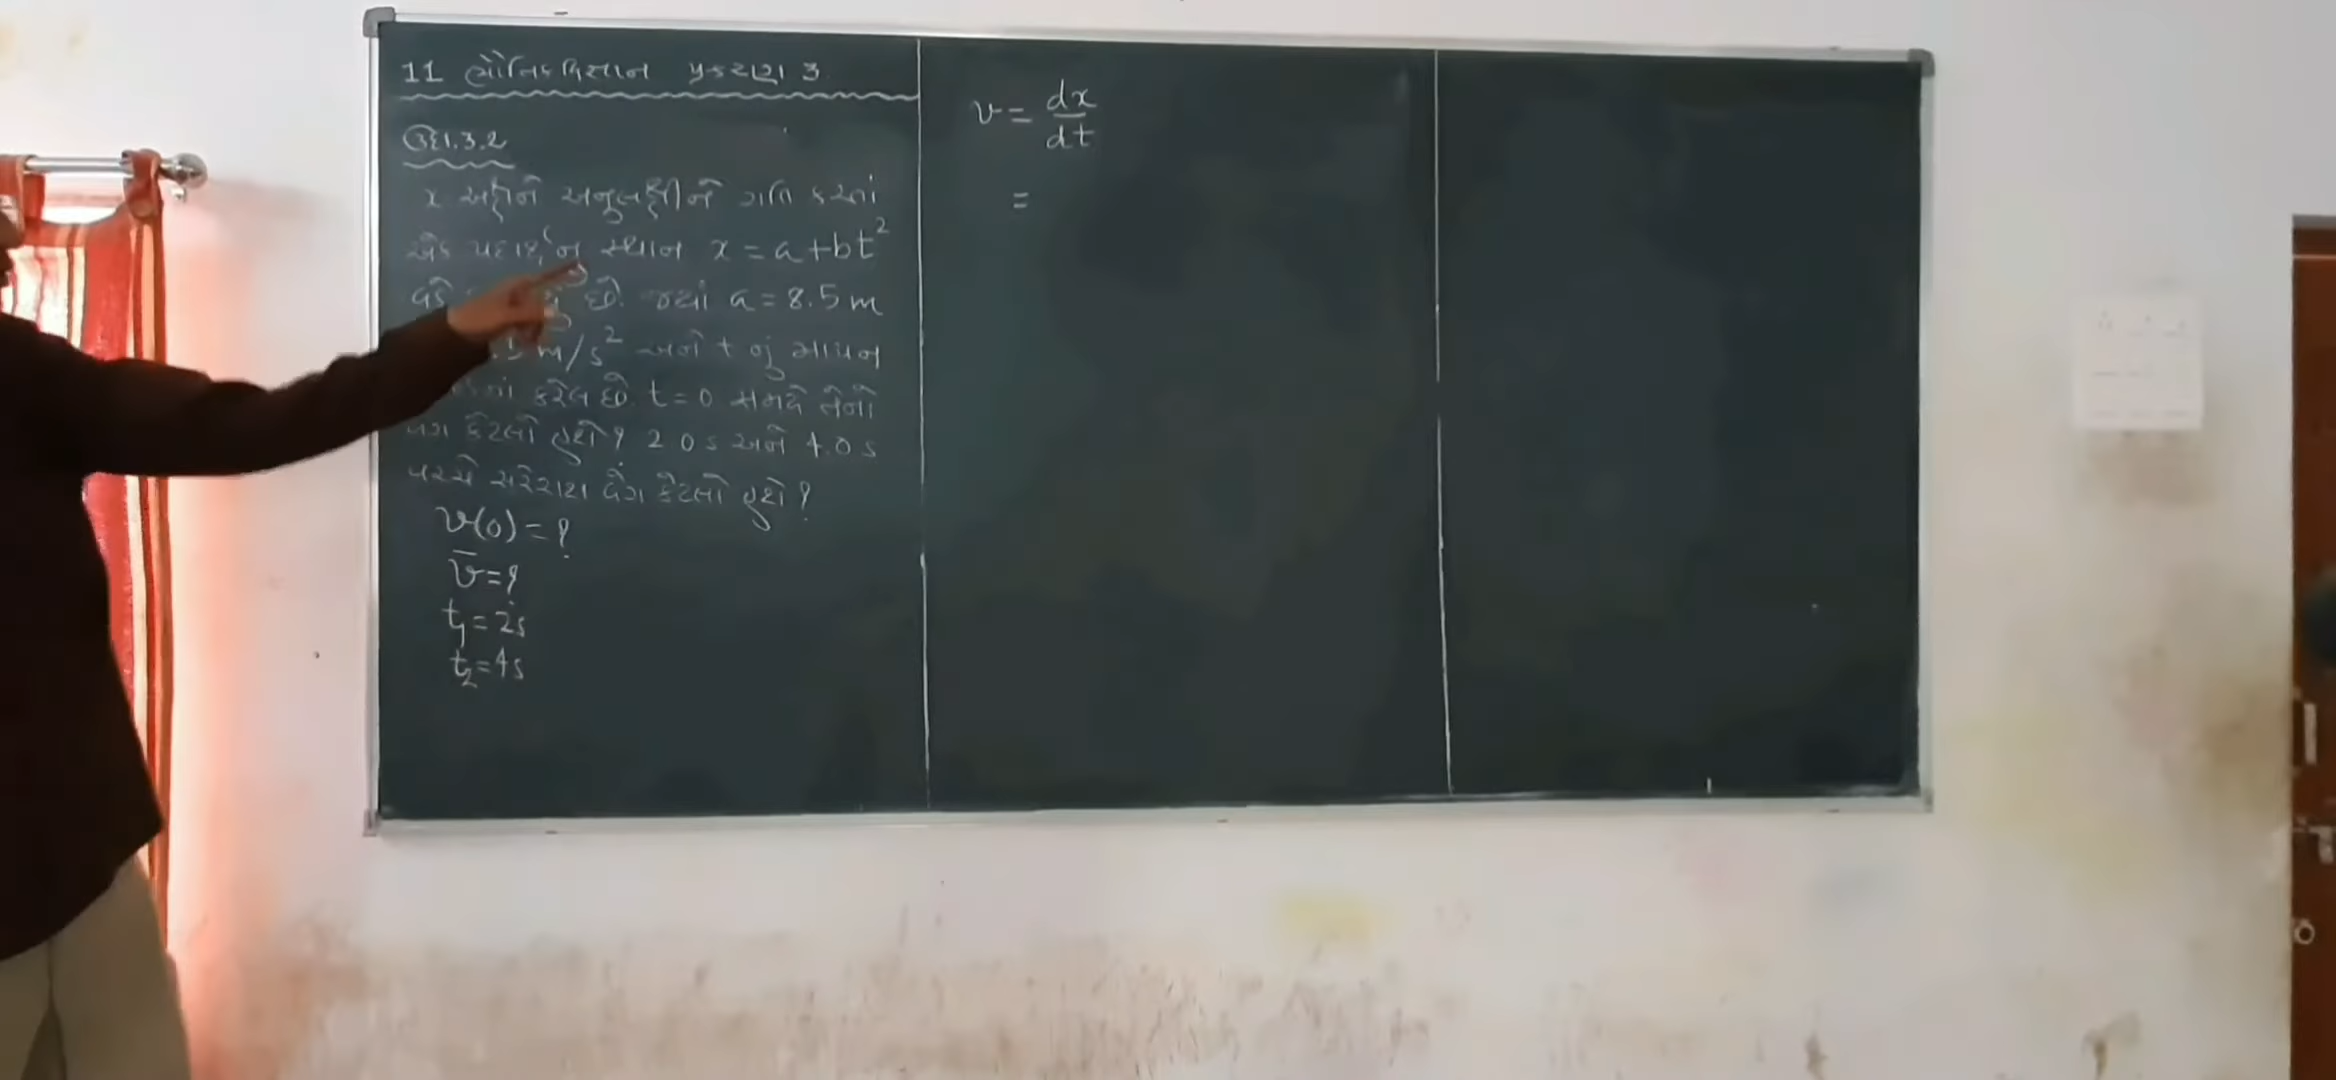 11 ભૌતિકવિજ્ઞાન પ્રકરણ 3
ઉદા.3.2
x અક્ષને અનુલક્ષીને ગતિ કરતાં
એક પદાર્થનું સ્થાન x = a + bt²
વડે છે. જ્યાં a = 8.5 m
m/s² અને t નું માપન
કરેલ છે. t = 0 સમયે તેનો
વેગ કેટલો હશે? 2.0 s અને 4.0 s
વચ્ચે સરેરાશ વેગ કેટલો હશે?
v(0) = ?
v̄ = ?
t₁ = 2s
t₂ = 4s
v = dx/dt
=